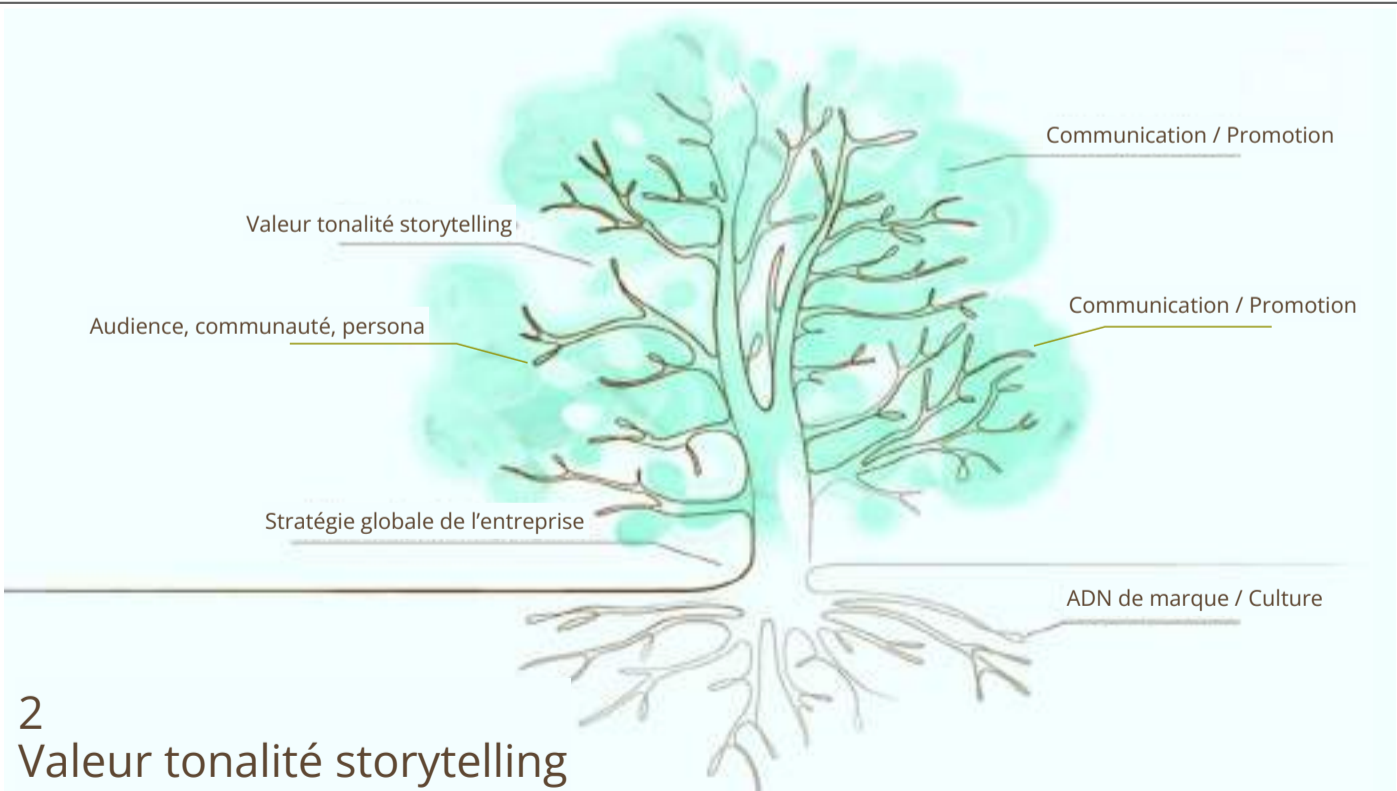 Communication / Promotion
Valeur tonalité storytelling
Communication / Promotion
Audience, communauté, persona
Stratégie globale de l’entreprise
ADN de marque / Culture
2
Valeur tonalité storytelling